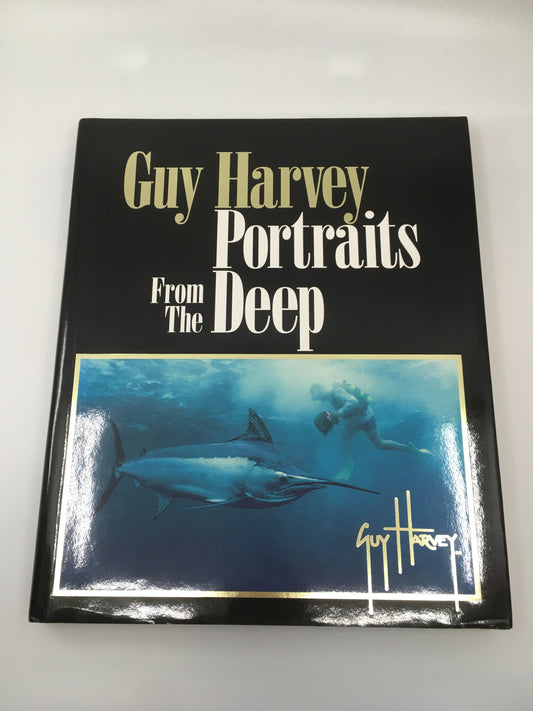 Guy Harvey
Portraits
From The Deep
GUY HARVEY